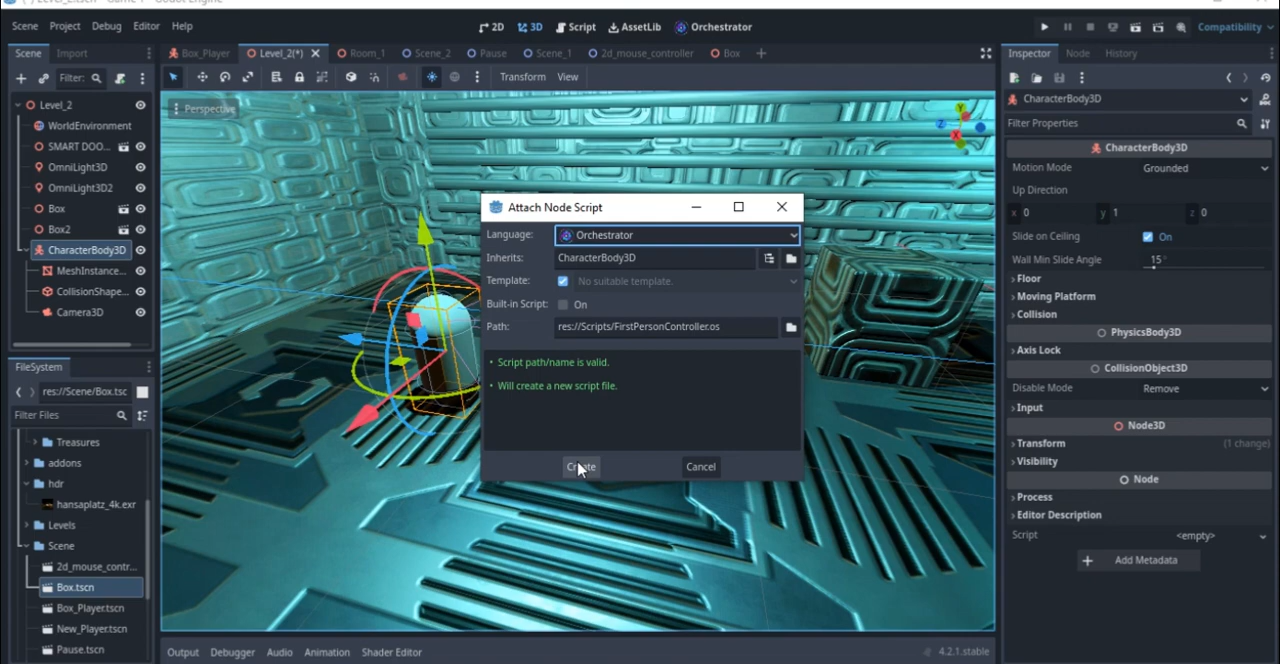 Scene Project Debug Editor Help
2D 3D Script AssetLib Orchestrator
Compatibility
Scene Import
Box_Player Level_2(*) Room_1 Scene_2 Pause Scene_1 2d_mouse_controller Box
Inspector Node History
Filter:
Transform View
Perspective
Level_2
WorldEnvironment
SMART DOO...
OmniLight3D
OmniLight3D2
Box
Box2
CharacterBody3D
MeshInstance...
CollisionShape...
Camera3D
FileSystem
res://Scene/Box.tsc
Filter Files
Treasures
addons
hdr
hansaplatz_4k.exr
Levels
Scene
2d_mouse_contr...
Box.tscn
Box_Player.tscn
New_Player.tscn
Pause.tscn
Attach Node Script
Language: Orchestrator
Inherits: CharacterBody3D
Template: No suitable template.
Built-in Script: On
Path: res://Scripts/FirstPersonController.os
• Script path/name is valid.
• Will create a new script file.
Create Cancel
CharacterBody3D
Filter Properties
CharacterBody3D
Motion Mode Grounded
Up Direction
x 0 y 1 z 0
Slide on Ceiling On
Wall Min Slide Angle 15°
Floor
Moving Platform
Collision
PhysicsBody3D
Axis Lock
CollisionObject3D
Disable Mode Remove
Input
Node3D
Transform (1 change)
Visibility
Node
Process
Editor Description
Script <empty>
Add Metadata
Output Debugger Audio Animation Shader Editor 4.2.1.stable